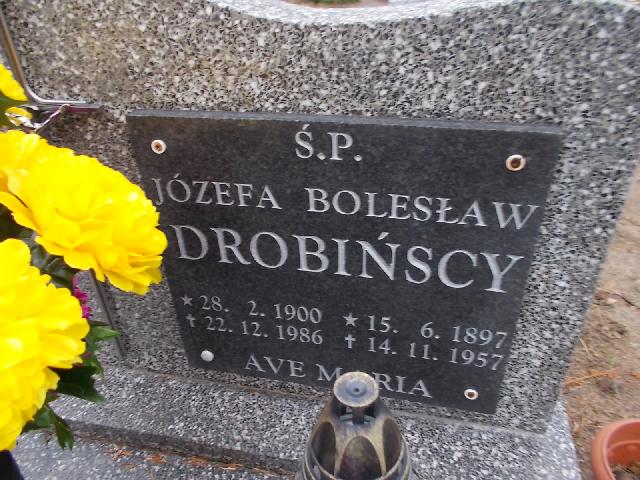 Ś.P.
JÓZEFA BOLESŁAW
DROBIŃSCY
★ 28. 2. 1900 ★ 15. 6. 1897
✝ 22. 12. 1986 ✝ 14. 11. 1957
AVE MARIA